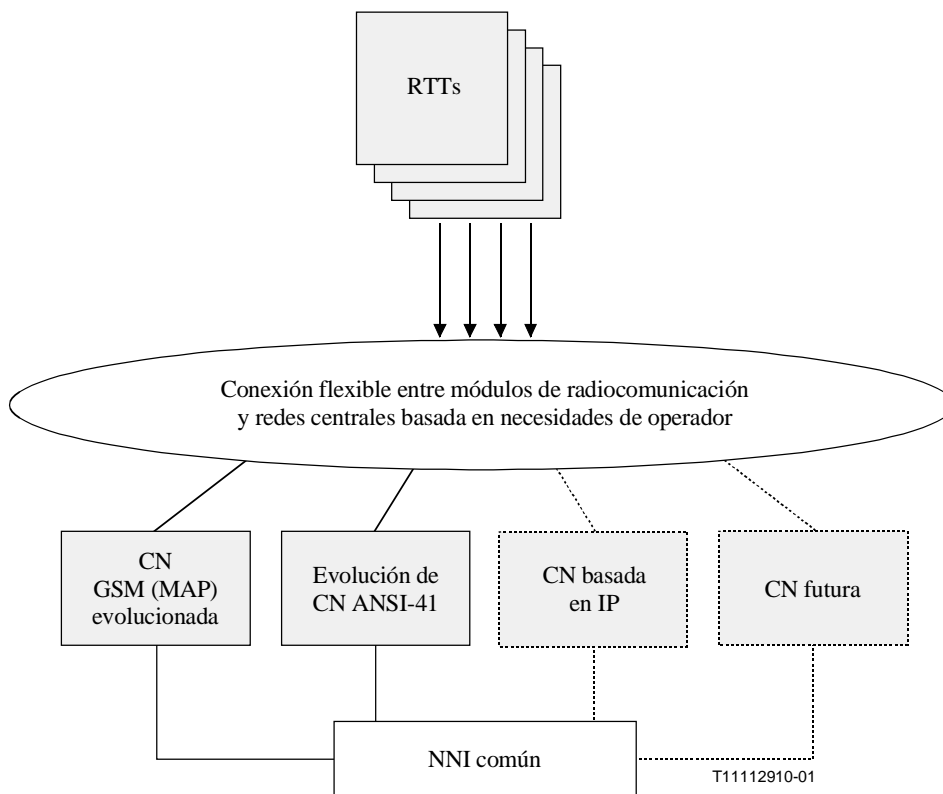 RTTs
Conexión flexible entre módulos de radiocomunicación
y redes centrales basada en necesidades de operador
CN
GSM (MAP)
evolucionada
Evolución de
CN ANSI-41
CN basada
en IP
CN futura
NNI común
T11112910-01